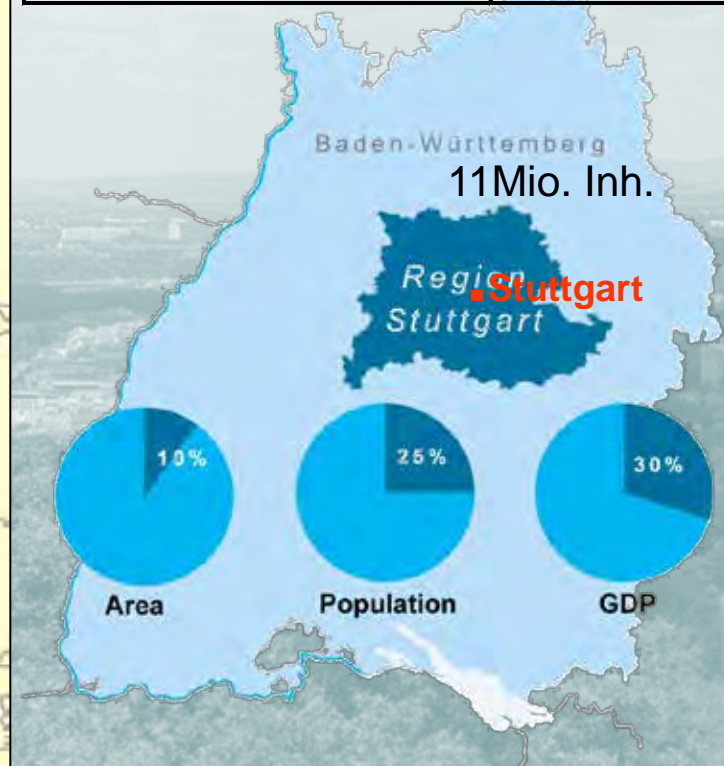 Baden-Württemberg
11Mio. Inh.
Region
Stuttgart
Stuttgart
10%
25%
30%
Area
Population
GDP